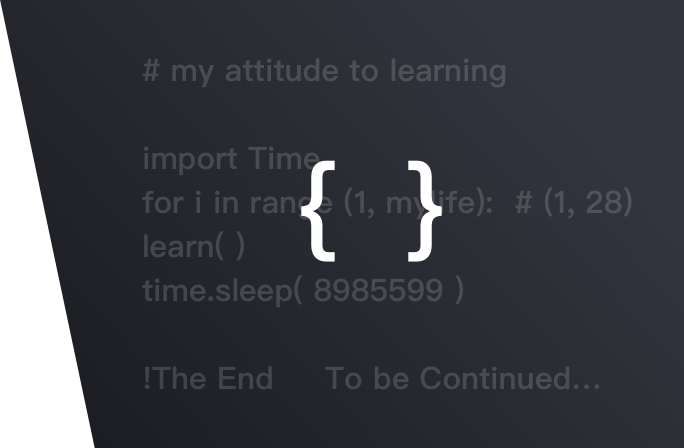 # my attitude to learning
import Time
for i in range (1, mylife):  # (1, 28)
{ }
learn( )
time.sleep( 8985599 )
!The End To be Continued...